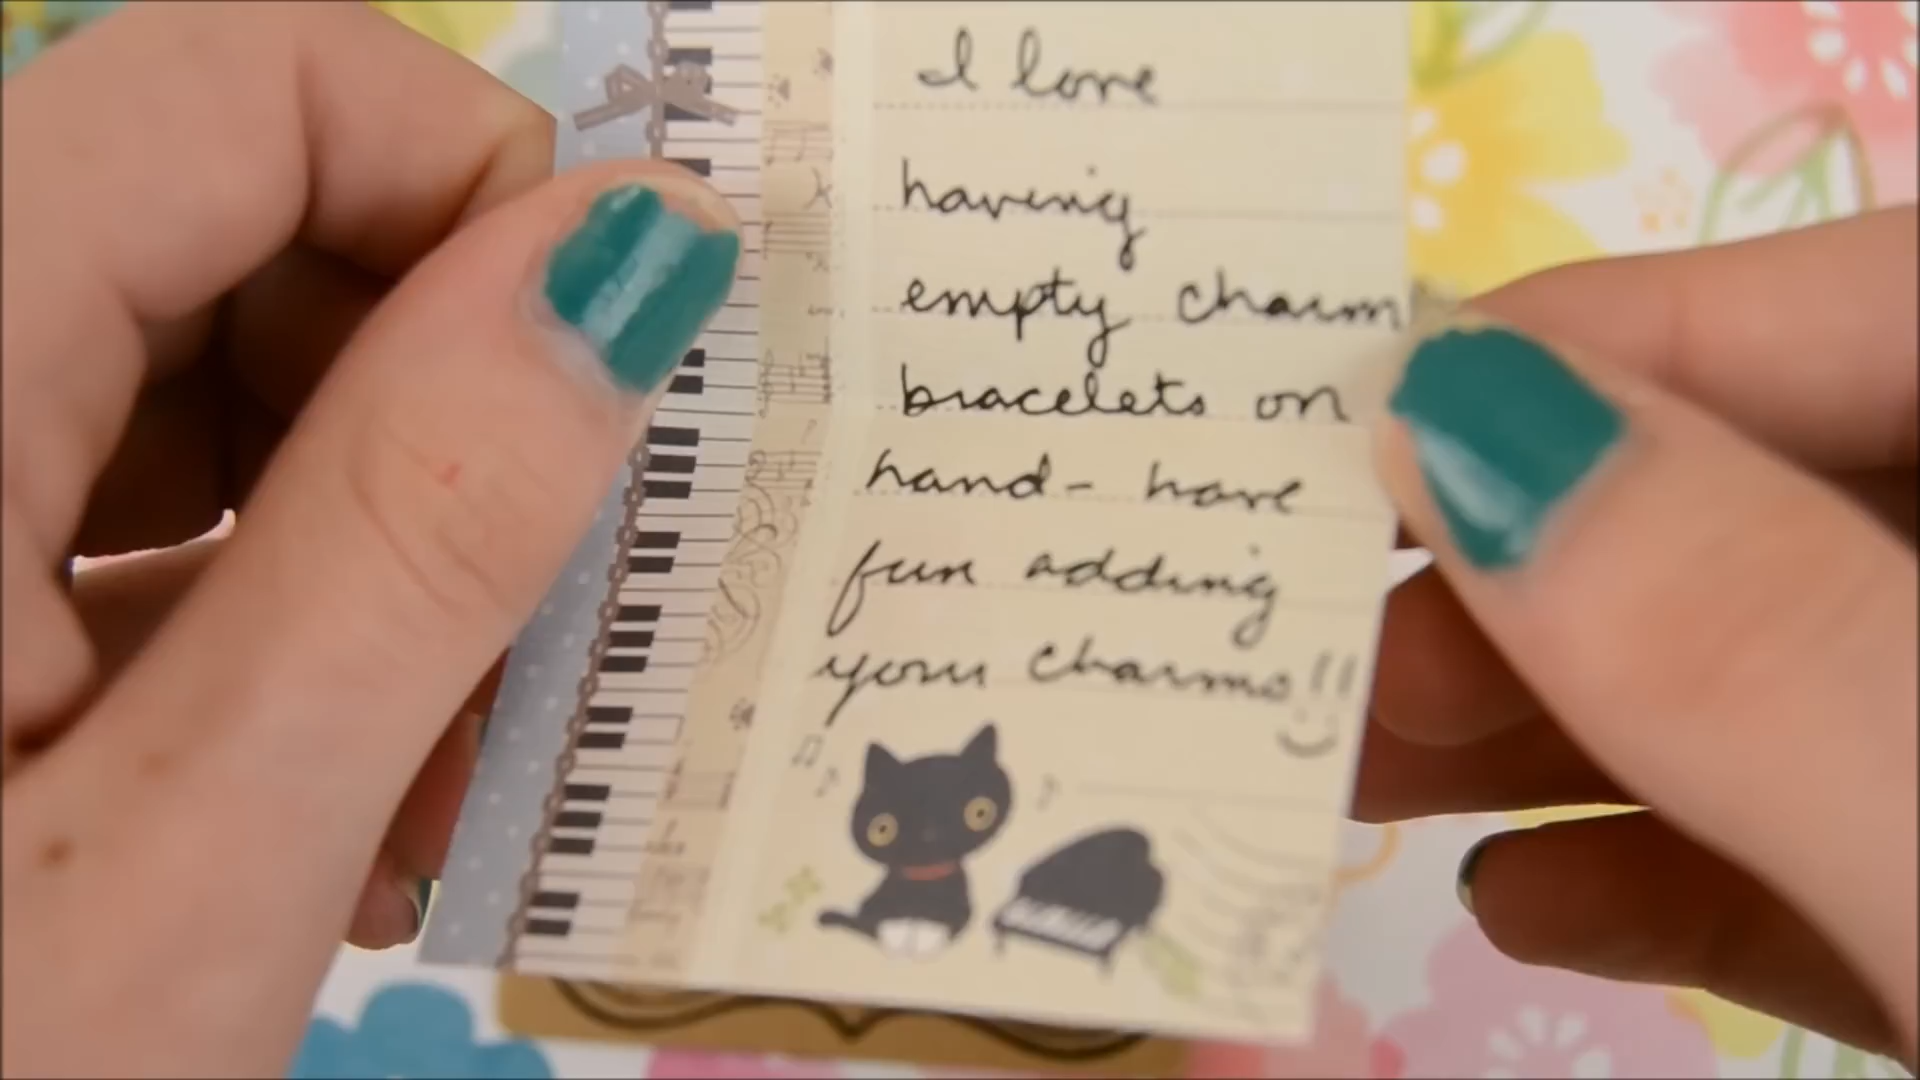 I love
having
empty charm
bracelets on
hand- have
fun adding
your charms!!